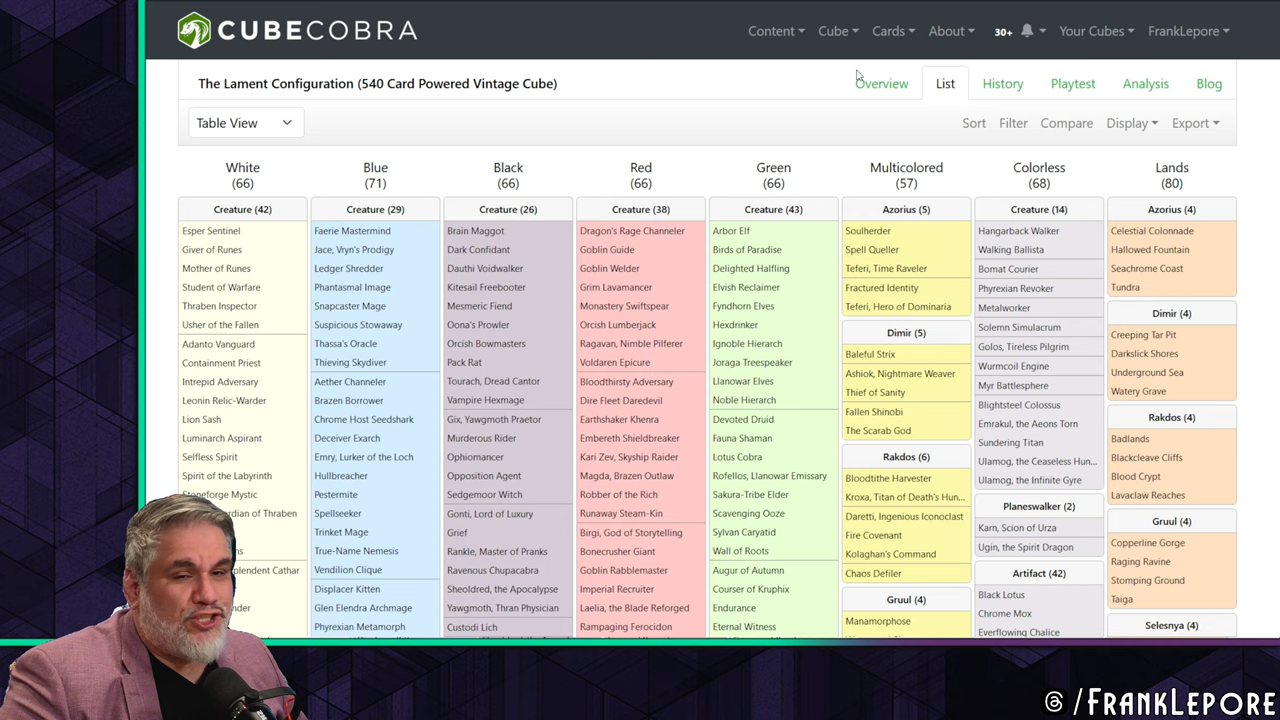 CUBECOBRA
Content Cube Cards About 30+ Your Cubes FrankLepore
The Lament Configuration (540 Card Powered Vintage Cube)
Overview List History Playtest Analysis Blog
Table View
Sort Filter Compare Display Export
White
(66)
Creature (42)
Esper Sentinel
Giver of Runes
Mother of Runes
Student of Warfare
Thraben Inspector
Usher of the Fallen
Adanto Vanguard
Containment Priest
Intrepid Adversary
Leonin Relic-Warder
Lion Sash
Luminarch Aspirant
Selfless Spirit
Spirit of the Labyrinth
Stoneforge Mystic
of Thraben
Cathar
Blue
(71)
Creature (29)
Faerie Mastermind
Jace, Vryn's Prodigy
Ledger Shredder
Phantasmal Image
Snapcaster Mage
Suspicious Stowaway
Thassa's Oracle
Thieving Skydiver
Aether Channeler
Brazen Borrower
Chrome Host Seedshark
Deceiver Exarch
Emry, Lurker of the Loch
Hullbreacher
Pestermite
Spellseeker
Trinket Mage
True-Name Nemesis
Vendilion Clique
Displacer Kitten
Glen Elendra Archmage
Phyrexian Metamorph
Black
(66)
Creature (26)
Brain Maggot
Dark Confidant
Dauthi Voidwalker
Kitesail Freebooter
Mesmeric Fiend
Oona's Prowler
Orcish Bowmasters
Pack Rat
Tourach, Dread Cantor
Vampire Hexmage
Gix, Yawgmoth Praetor
Murderous Rider
Ophiomancer
Opposition Agent
Sedgemoor Witch
Gonti, Lord of Luxury
Grief
Rankle, Master of Pranks
Ravenous Chupacabra
Sheoldred, the Apocalypse
Yawgmoth, Thran Physician
Custodi Lich
Red
(66)
Creature (38)
Dragon's Rage Channeler
Goblin Guide
Goblin Welder
Grim Lavamancer
Monastery Swiftspear
Orcish Lumberjack
Ragavan, Nimble Pilferer
Voldaren Epicure
Bloodthirsty Adversary
Dire Fleet Daredevil
Earthshaker Khenra
Embereth Shieldbreaker
Kari Zev, Skyship Raider
Magda, Brazen Outlaw
Robber of the Rich
Runaway Steam-Kin
Birgi, God of Storytelling
Bonecrusher Giant
Goblin Rabblemaster
Imperial Recruiter
Laelia, the Blade Reforged
Rampaging Ferocidon
Green
(66)
Creature (43)
Arbor Elf
Birds of Paradise
Delighted Halfling
Elvish Reclaimer
Fyndhorn Elves
Hexdrinker
Ignoble Hierarch
Joraga Treespeaker
Llanowar Elves
Noble Hierarch
Devoted Druid
Fauna Shaman
Lotus Cobra
Rofellos, Llanowar Emissary
Sakura-Tribe Elder
Scavenging Ooze
Sylvan Caryatid
Wall of Roots
Augur of Autumn
Courser of Kruphix
Endurance
Eternal Witness
Multicolored
(57)
Azorius (5)
Soulherder
Spell Queller
Teferi, Time Raveler
Fractured Identity
Teferi, Hero of Dominaria
Dimir (5)
Baleful Strix
Ashiok, Nightmare Weaver
Thief of Sanity
Fallen Shinobi
The Scarab God
Rakdos (6)
Bloodtithe Harvester
Kroxa, Titan of Death's Hun...
Daretti, Ingenious Iconoclast
Fire Covenant
Kolaghan's Command
Chaos Defiler
Gruul (4)
Manamorphose
Colorless
(68)
Creature (14)
Hangarback Walker
Walking Ballista
Bomat Courier
Phyrexian Revoker
Metalworker
Solemn Simulacrum
Golos, Tireless Pilgrim
Wurmcoil Engine
Myr Battlesphere
Blightsteel Colossus
Emrakul, the Aeons Torn
Sundering Titan
Ulamog, the Ceaseless Hun...
Ulamog, the Infinite Gyre
Planeswalker (2)
Karn, Scion of Urza
Ugin, the Spirit Dragon
Artifact (42)
Black Lotus
Chrome Mox
Everflowing Chalice
Lands
(80)
Azorius (4)
Celestial Colonnade
Hallowed Fountain
Seachrome Coast
Tundra
Dimir (4)
Creeping Tar Pit
Darkslick Shores
Underground Sea
Watery Grave
Rakdos (4)
Badlands
Blackcleave Cliffs
Blood Crypt
Lavaclaw Reaches
Gruul (4)
Copperline Gorge
Raging Ravine
Stomping Ground
Taiga
Selesnya (4)
/FRANKLEPORE